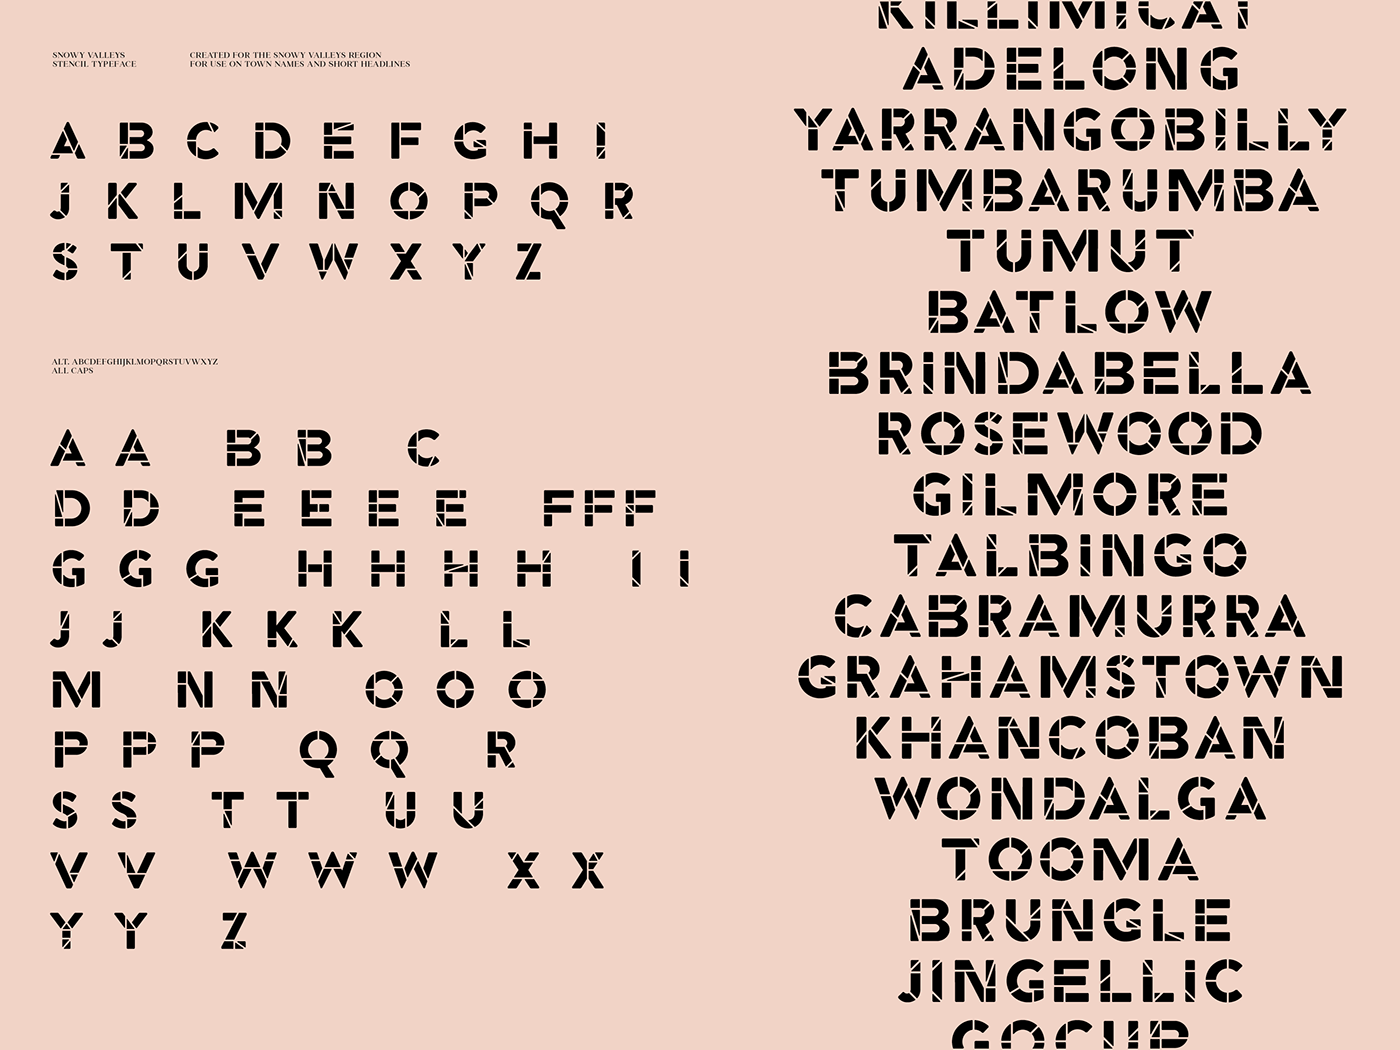 SNOWY VALLEYS
STENCIL TYPEFACE
CREATED FOR THE SNOWY VALLEYS REGION
FOR USE ON TOWN NAMES AND SHORT HEADLINES
A B C D E F G H I
J K L M N O P Q R
S T U V W X Y Z
ALT. ABCDEFGHIJKLMOPQRSTUVWXYZ
ALL CAPS
A A B B C
D D E E E E F F F
G G G H H H H I I
J J K K K L L
M N N O O O
P P P Q Q R
S S T T U U
V V W W W X X
Y Y Z
KILLIMICAT
ADELONG
YARRANGOBILLY
TUMBARUMBA
TUMUT
BATLOW
BRINDABELLA
ROSEWOOD
GILMORE
TALBINGO
CABRAMURRA
GRAHAMSTOWN
KHANCOBAN
WONDALGA
TOOMA
BRUNGLE
JINGELLIC
GOCUP